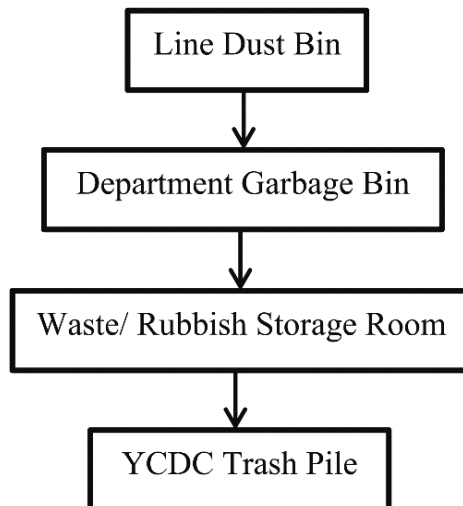 Line Dust Bin
Department Garbage Bin
Waste/ Rubbish Storage Room
YCDC Trash Pile